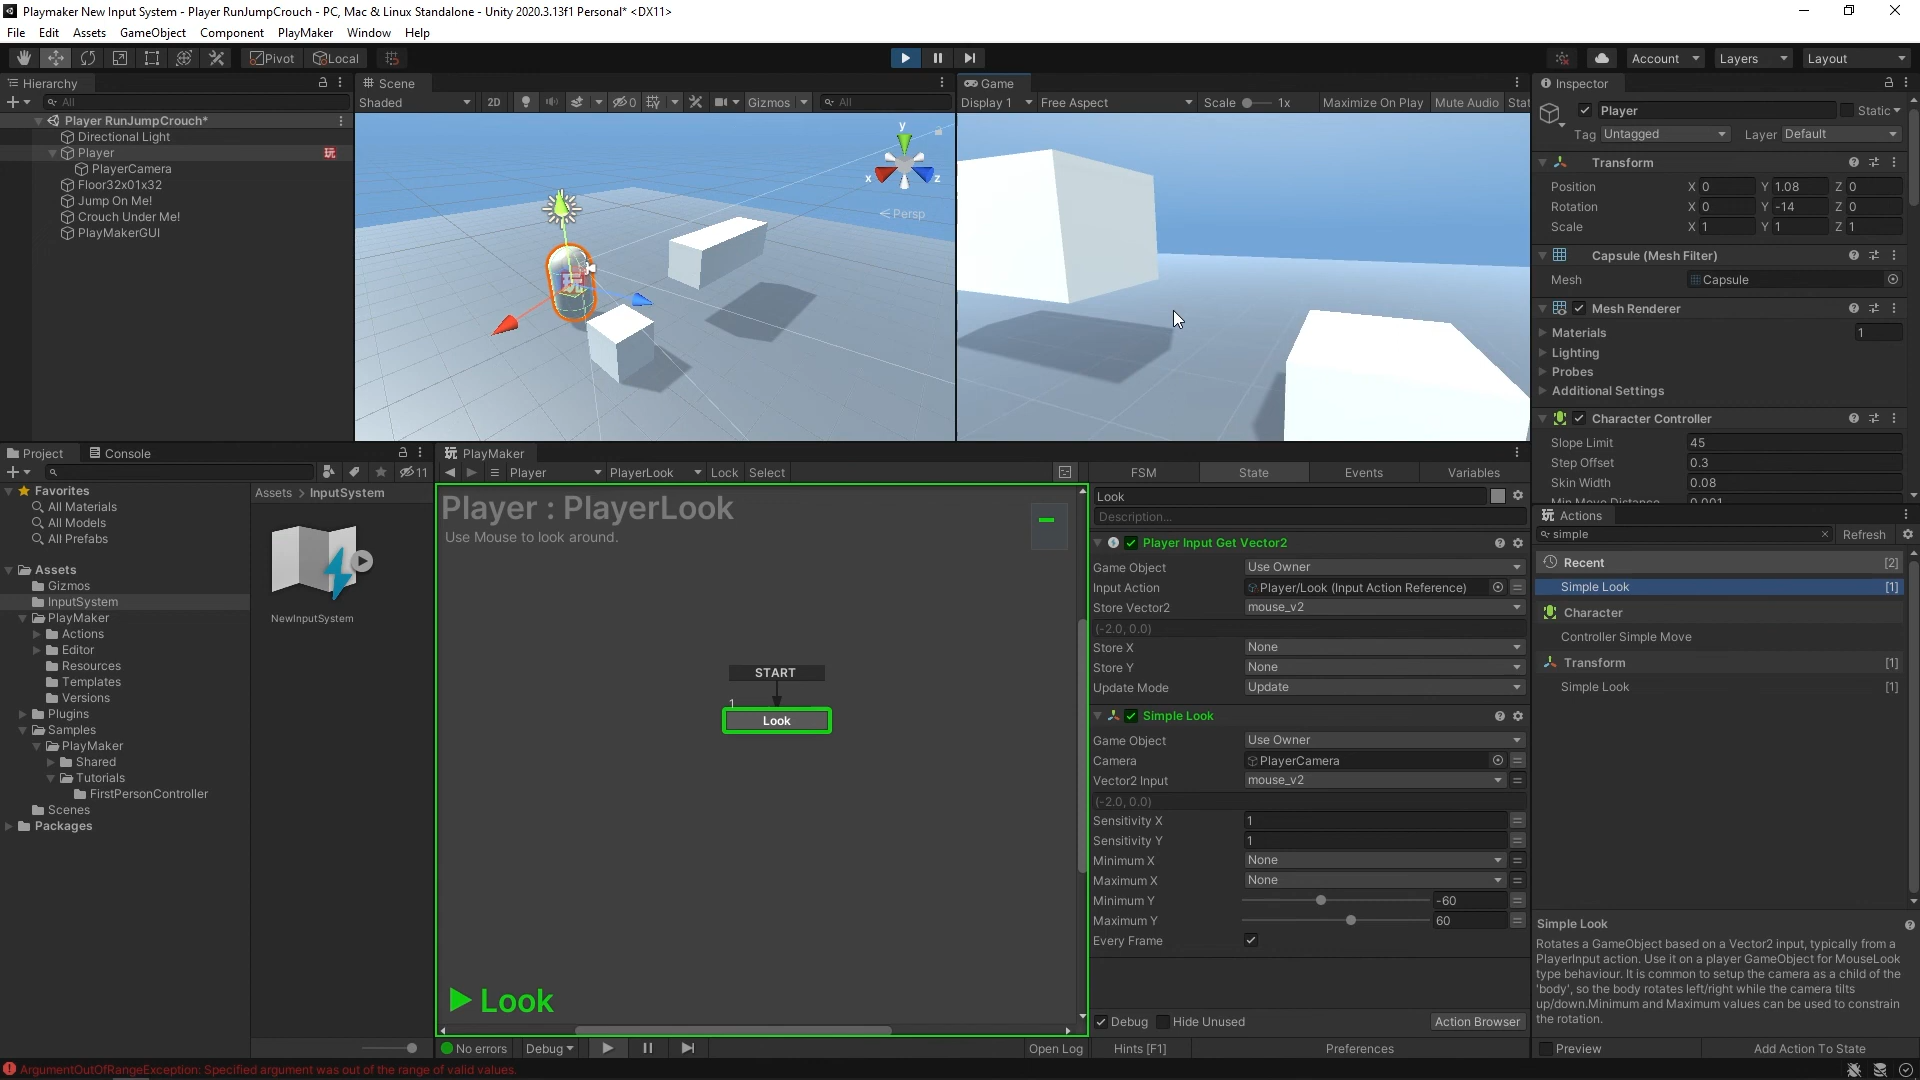 Playmaker New Input System - Player RunJumpCrouch - PC, Mac & Linux Standalone - Unity 2020.3.13f1 Personal* <DX11>
File Edit Assets GameObject Component PlayMaker Window Help
Pivot Local Account Layers Layout
Hierarchy
All
Player RunJumpCrouch*
Directional Light
Player
PlayerCamera
Floor32x01x32
Jump On Me!
Crouch Under Me!
PlayMakerGUI
Scene
Shaded 2D 0 Gizmos All
y
x z
Persp
Game
Display 1 Free Aspect Scale 1x Maximize On Play Mute Audio Stat
Inspector
Player Static
Tag Untagged Layer Default
Transform
Position X 0 Y 1.08 Z 0
Rotation X 0 Y -14 Z 0
Scale X 1 Y 1 Z 1
Capsule (Mesh Filter)
Mesh Capsule
Mesh Renderer
Materials 1
Lighting
Probes
Additional Settings
Character Controller
Slope Limit 45
Step Offset 0.3
Skin Width 0.08
Min Move Distance 0.001
Project Console
11
Favorites
All Materials
All Models
All Prefabs
Assets
Gizmos
InputSystem
PlayMaker
Actions
Editor
Resources
Templates
Versions
Plugins
Samples
PlayMaker
Shared
Tutorials
FirstPersonController
Scenes
Packages
Assets > InputSystem
NewInputSystem
PlayMaker
Player PlayerLook Lock Select
Player : PlayerLook
Use Mouse to look around.
START
1
Look
Look
No errors Debug Open Log
FSM State Events Variables
Look
Description...
Player Input Get Vector2
Game Object Use Owner
Input Action Player/Look (Input Action Reference)
Store Vector2 mouse_v2
(-2.0, 0.0)
Store X None
Store Y None
Update Mode Update
Simple Look
Game Object Use Owner
Camera PlayerCamera
Vector2 Input mouse_v2
(-2.0, 0.0)
Sensitivity X 1
Sensitivity Y 1
Minimum X None
Maximum X None
Minimum Y -60
Maximum Y 60
Every Frame
Debug Hide Unused Action Browser
Hints [F1] Preferences
Actions
simple Refresh
Recent [2]
Simple Look [1]
Character
Controller Simple Move
Transform [1]
Simple Look [1]
Simple Look
Rotates a GameObject based on a Vector2 input, typically from a
PlayerInput action. Use it on a player GameObject for MouseLook
type behaviour. It is common to setup the camera as a child of the
'body', so the body rotates left/right while the camera tilts
up/down.Minimum and Maximum values can be used to constrain
the rotation.
Preview Add Action To State
ArgumentOutOfRangeException: Specified argument was out of the range of valid values.